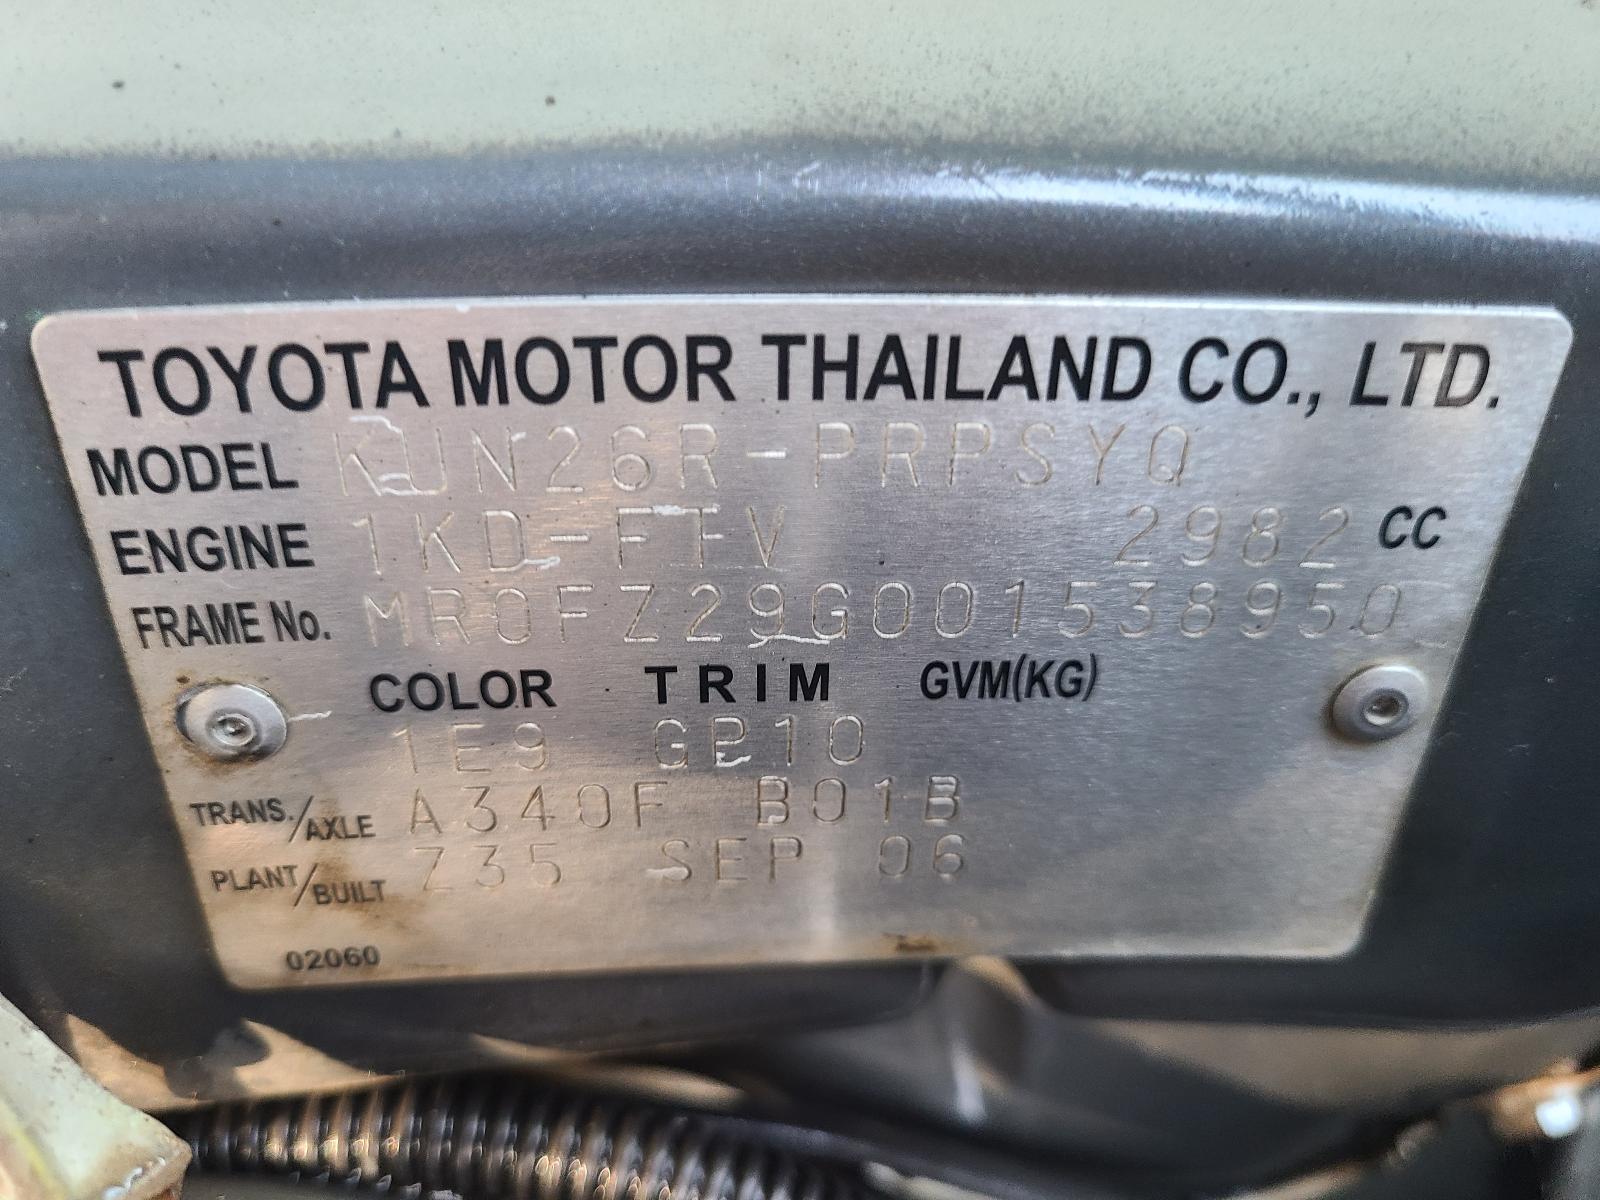 TOYOTA MOTOR THAILAND CO., LTD.
MODEL KUN26R-PRPSYQ
ENGINE 1KD-FTV 2982 CC
FRAME No. MR0FZ29G001538950
COLOR TRIM GVM(KG)
1E9 GP10
TRANS./AXLE A340F B01B
PLANT/BUILT Z35 SEP 06
02060